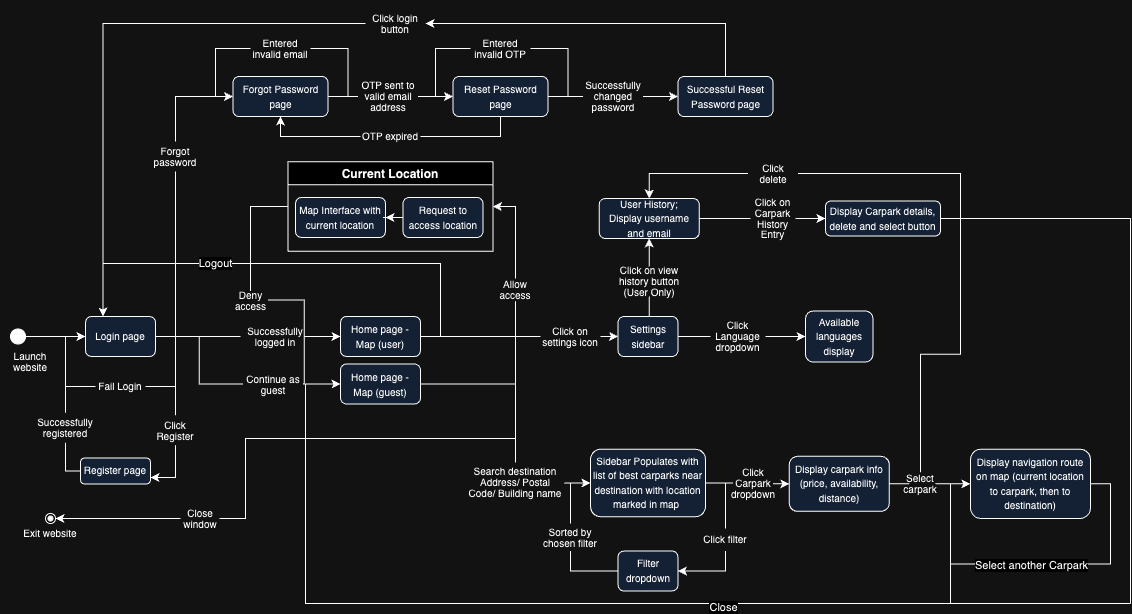 Click login
button
Entered
invalid email
Entered
invalid OTP
Forgot Password
page
OTP sent to
valid email
address
Reset Password
page
Successfully
changed
password
Successful Reset
Password page
OTP expired
Forgot
password
Current Location
Map Interface with
current location
Request to
access location
Click
delete
User History;
Display username
and email
Click on
Carpark
History
Entry
Display Carpark details,
delete and select button
Logout
Deny
access
Allow
access
Click on view
history button
(User Only)
Launch
website
Login page
Successfully
logged in
Home page -
Map (user)
Click on
settings icon
Settings
sidebar
Click
Language
dropdown
Available
languages
display
Fail Login
Continue as
guest
Home page -
Map (guest)
Successfully
registered
Click
Register
Register page
Search destination
Address/ Postal
Code/ Building name
Sidebar Populates with
list of best carparks near
destination with location
marked in map
Click
Carpark
dropdown
Display carpark info
(price, availability,
distance)
Select
carpark
Display navigation route
on map (current location
to carpark, then to
destination)
Close
window
Exit website
Sorted by
chosen filter
Click filter
Filter
dropdown
Select another Carpark
Close